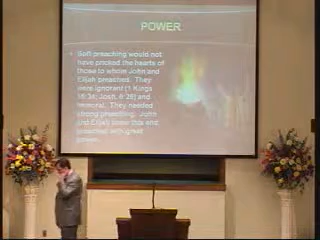 POWER
• Soft preaching would not
have pricked the hearts of
those to whom John and
Elijah preached. They
were ignorant (1 Kings
16:34; Josh. 6:26) and
immoral. They needed
strong preaching. John
and Elijah knew this and
preached with great
power.